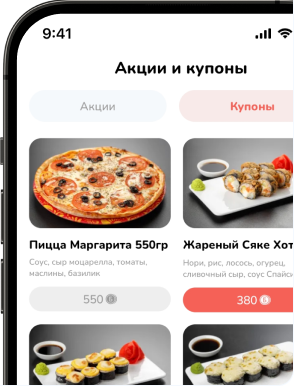 9:41
Акции и купоны
Акции
Купоны
Пицца Маргарита 550гр
Соус, сыр моцарелла, томаты,
маслины, базилик
550
Жареный Сяке Хот
Нори, рис, лосось, огурец,
сливочный сыр, соус Спайси
380